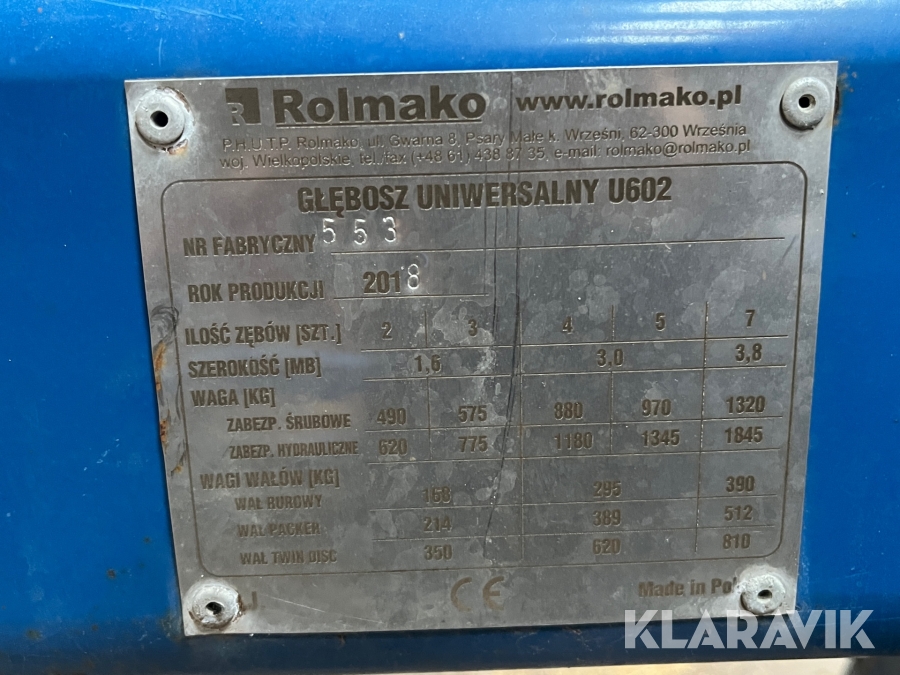 R Rolmako www.rolmako.pl
P.H.U.T.P. Rolmako, ul. Gwarna 8, Psary Małe k. Wrześni, 62-300 Września
woj. Wielkopolskie, tel./fax (+48 61) 438 87 35, e-mail: rolmako@rolmako.pl
GŁĘBOSZ UNIWERSALNY U602
NR FABRYCZNY 553
ROK PRODUKCJI 2018
ILOŚĆ ZĘBÓW [SZT.] 2 3 4 5 7
SZEROKOŚĆ [MB] 1,6 3,0 3,8
WAGA [KG]
ZABEZP. ŚRUBOWE 490 575 880 970 1320
ZABEZP. HYDRAULICZNE 620 775 1180 1345 1845
WAGI WAŁÓW [KG]
WAŁ RUROWY 168 295 390
WAŁ PACKER 214 389 512
WAŁ TWIN DISC 350 620 810
CE Made in Pol
KLARAVIK